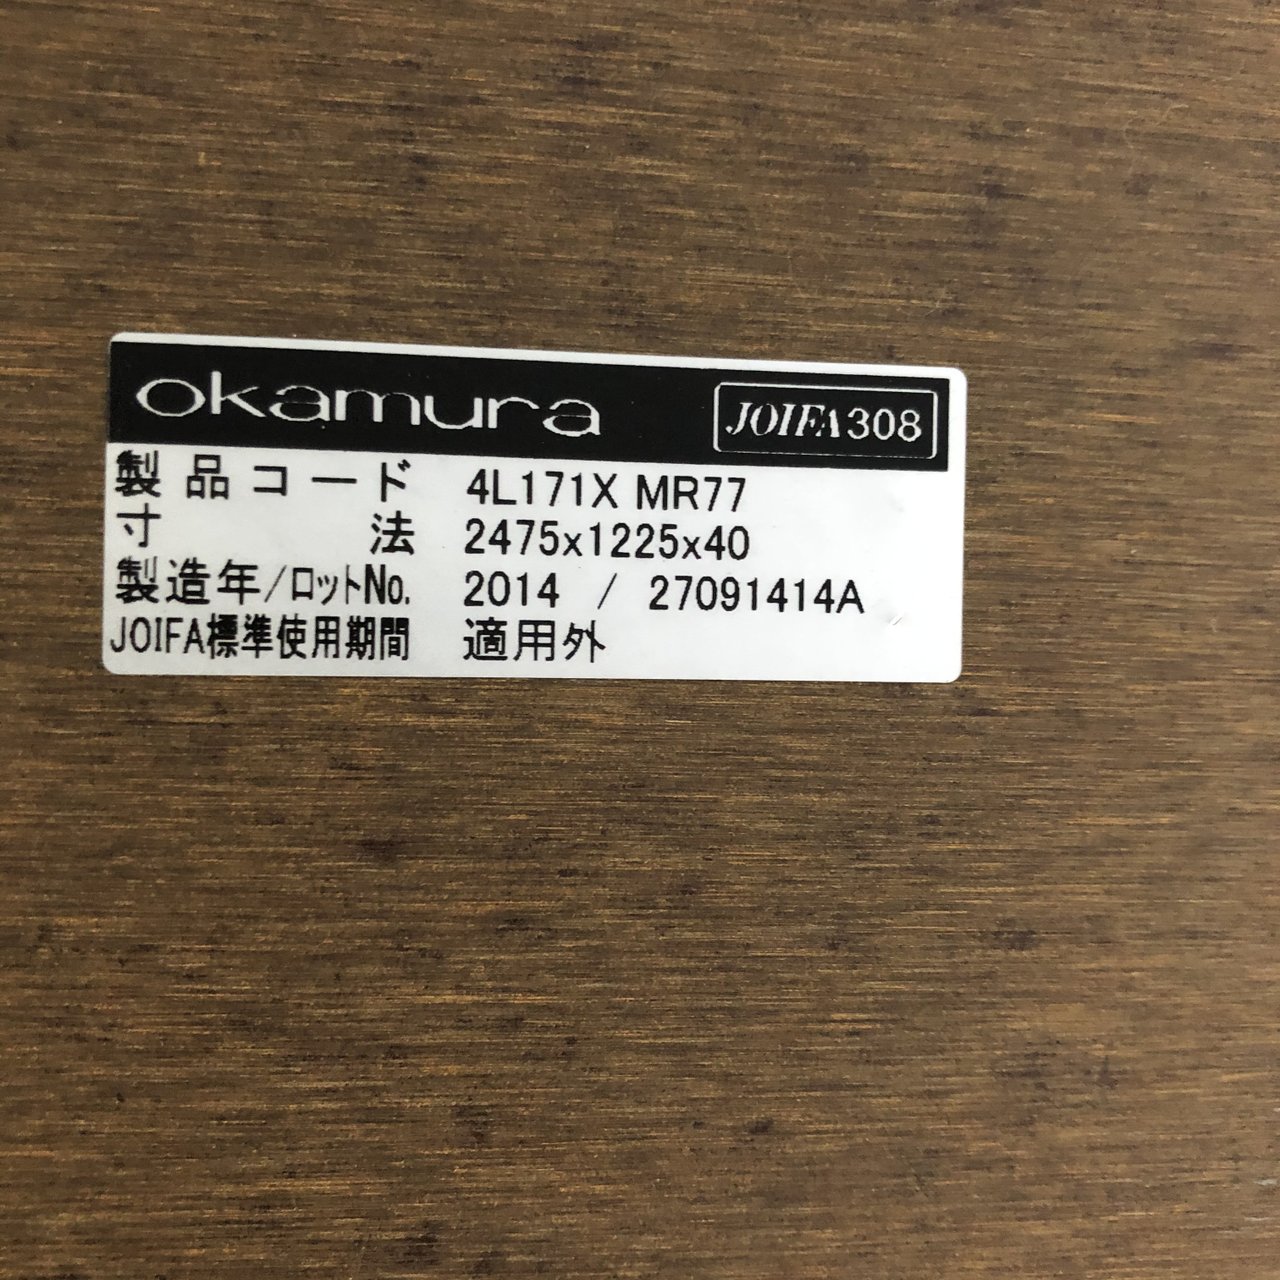 okamura JOIFA308
製品コード 4L171X MR77
寸法 2475x1225x40
製造年/ロットNo. 2014 / 27091414A
JOIFA標準使用期間 適用外